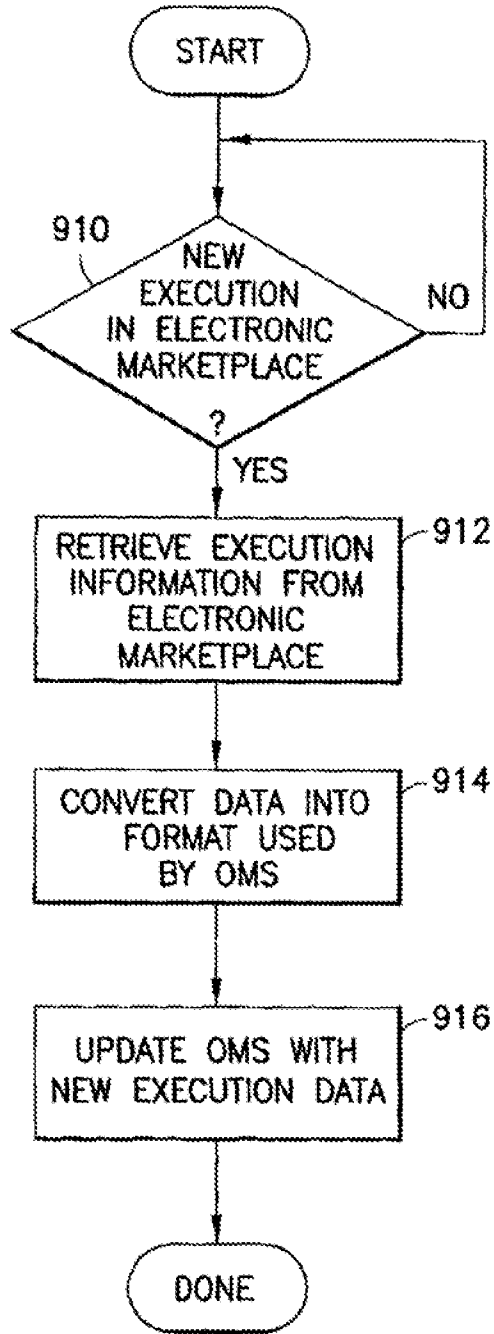 START
910
NEW
EXECUTION
IN ELECTRONIC
MARKETPLACE
?
NO
YES
RETRIEVE EXECUTION
INFORMATION FROM
ELECTRONIC
MARKETPLACE
912
CONVERT DATA INTO
FORMAT USED
BY OMS
914
UPDATE OMS WITH
NEW EXECUTION DATA
916
DONE